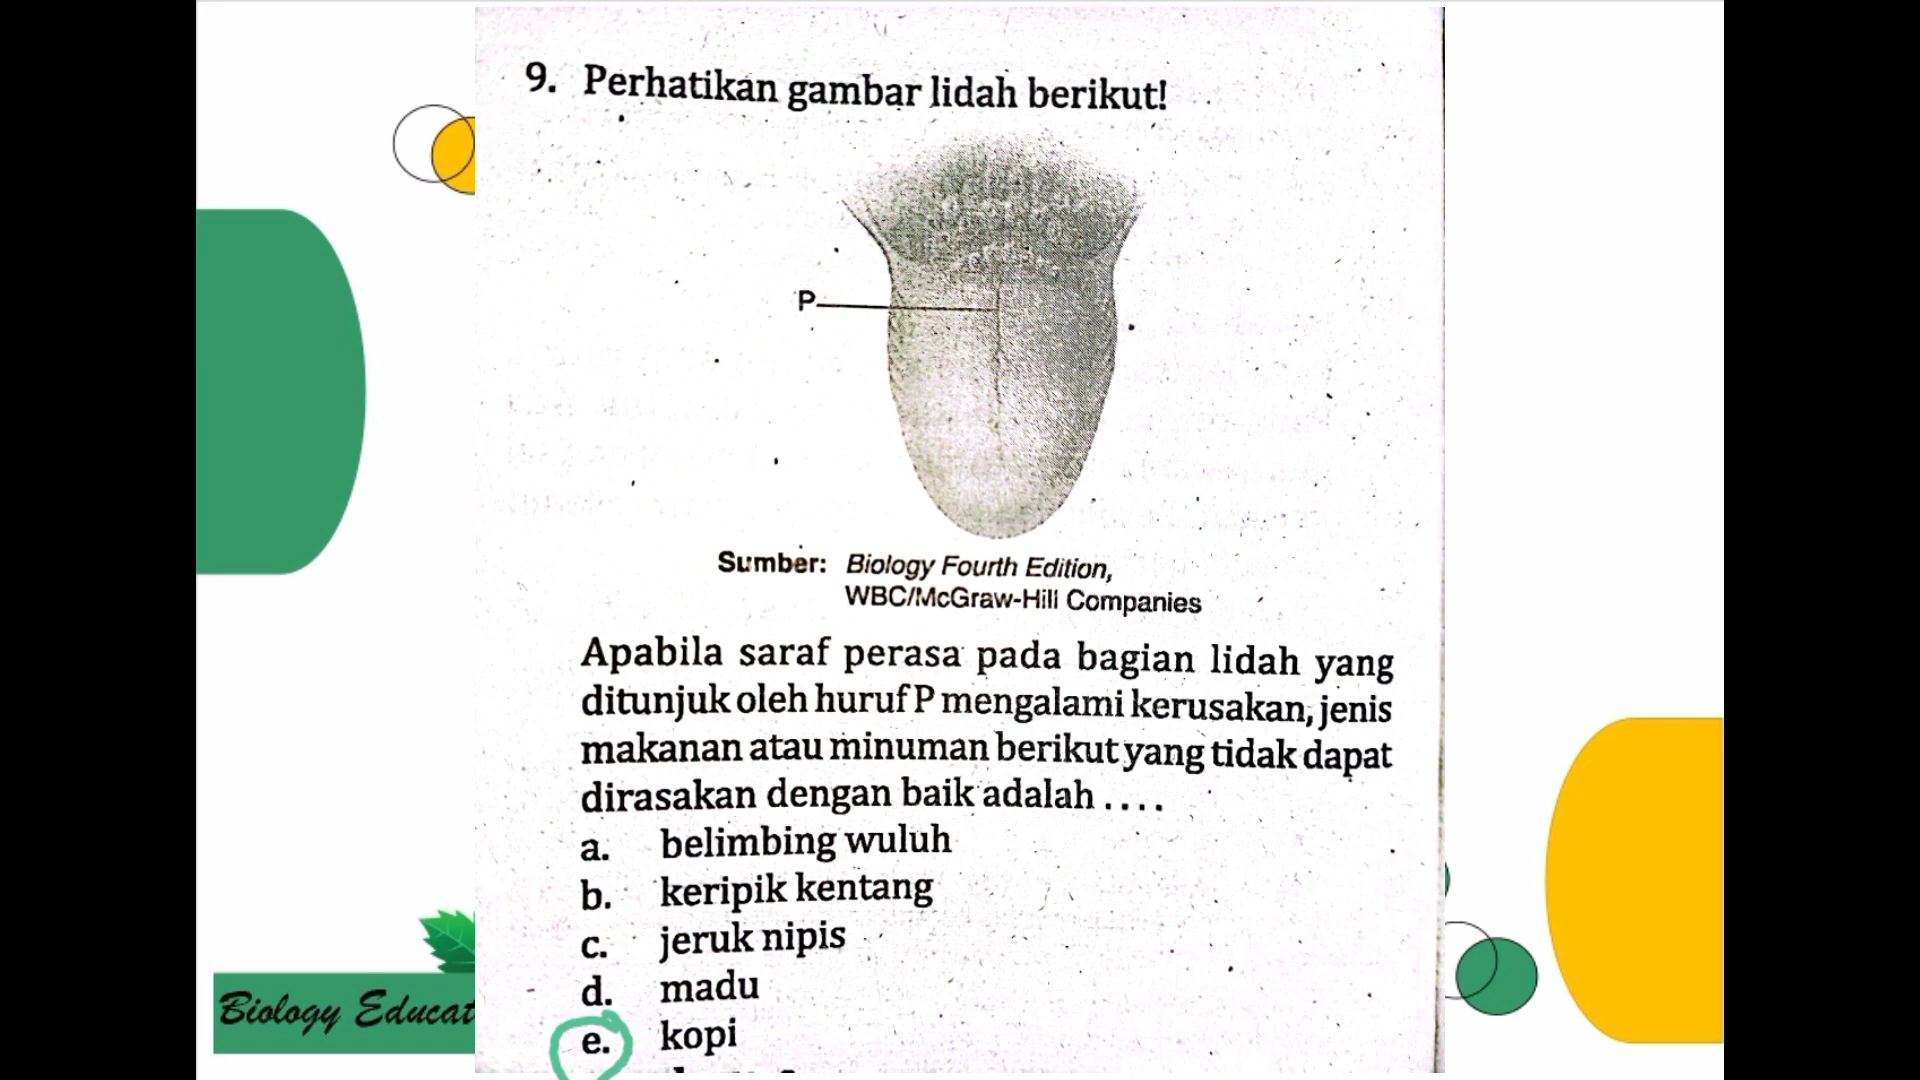 9. Perhatikan gambar lidah berikut!
P
Sumber: Biology Fourth Edition,
WBC/McGraw-Hill Companies
Apabila saraf perasa pada bagian lidah yang
ditunjuk oleh huruf P mengalami kerusakan, jenis
makanan atau minuman berikut yang tidak dapat
dirasakan dengan baik adalah . . . .
a. belimbing wuluh
b. keripik kentang
c. jeruk nipis
d. madu
e. kopi
Biology Educat